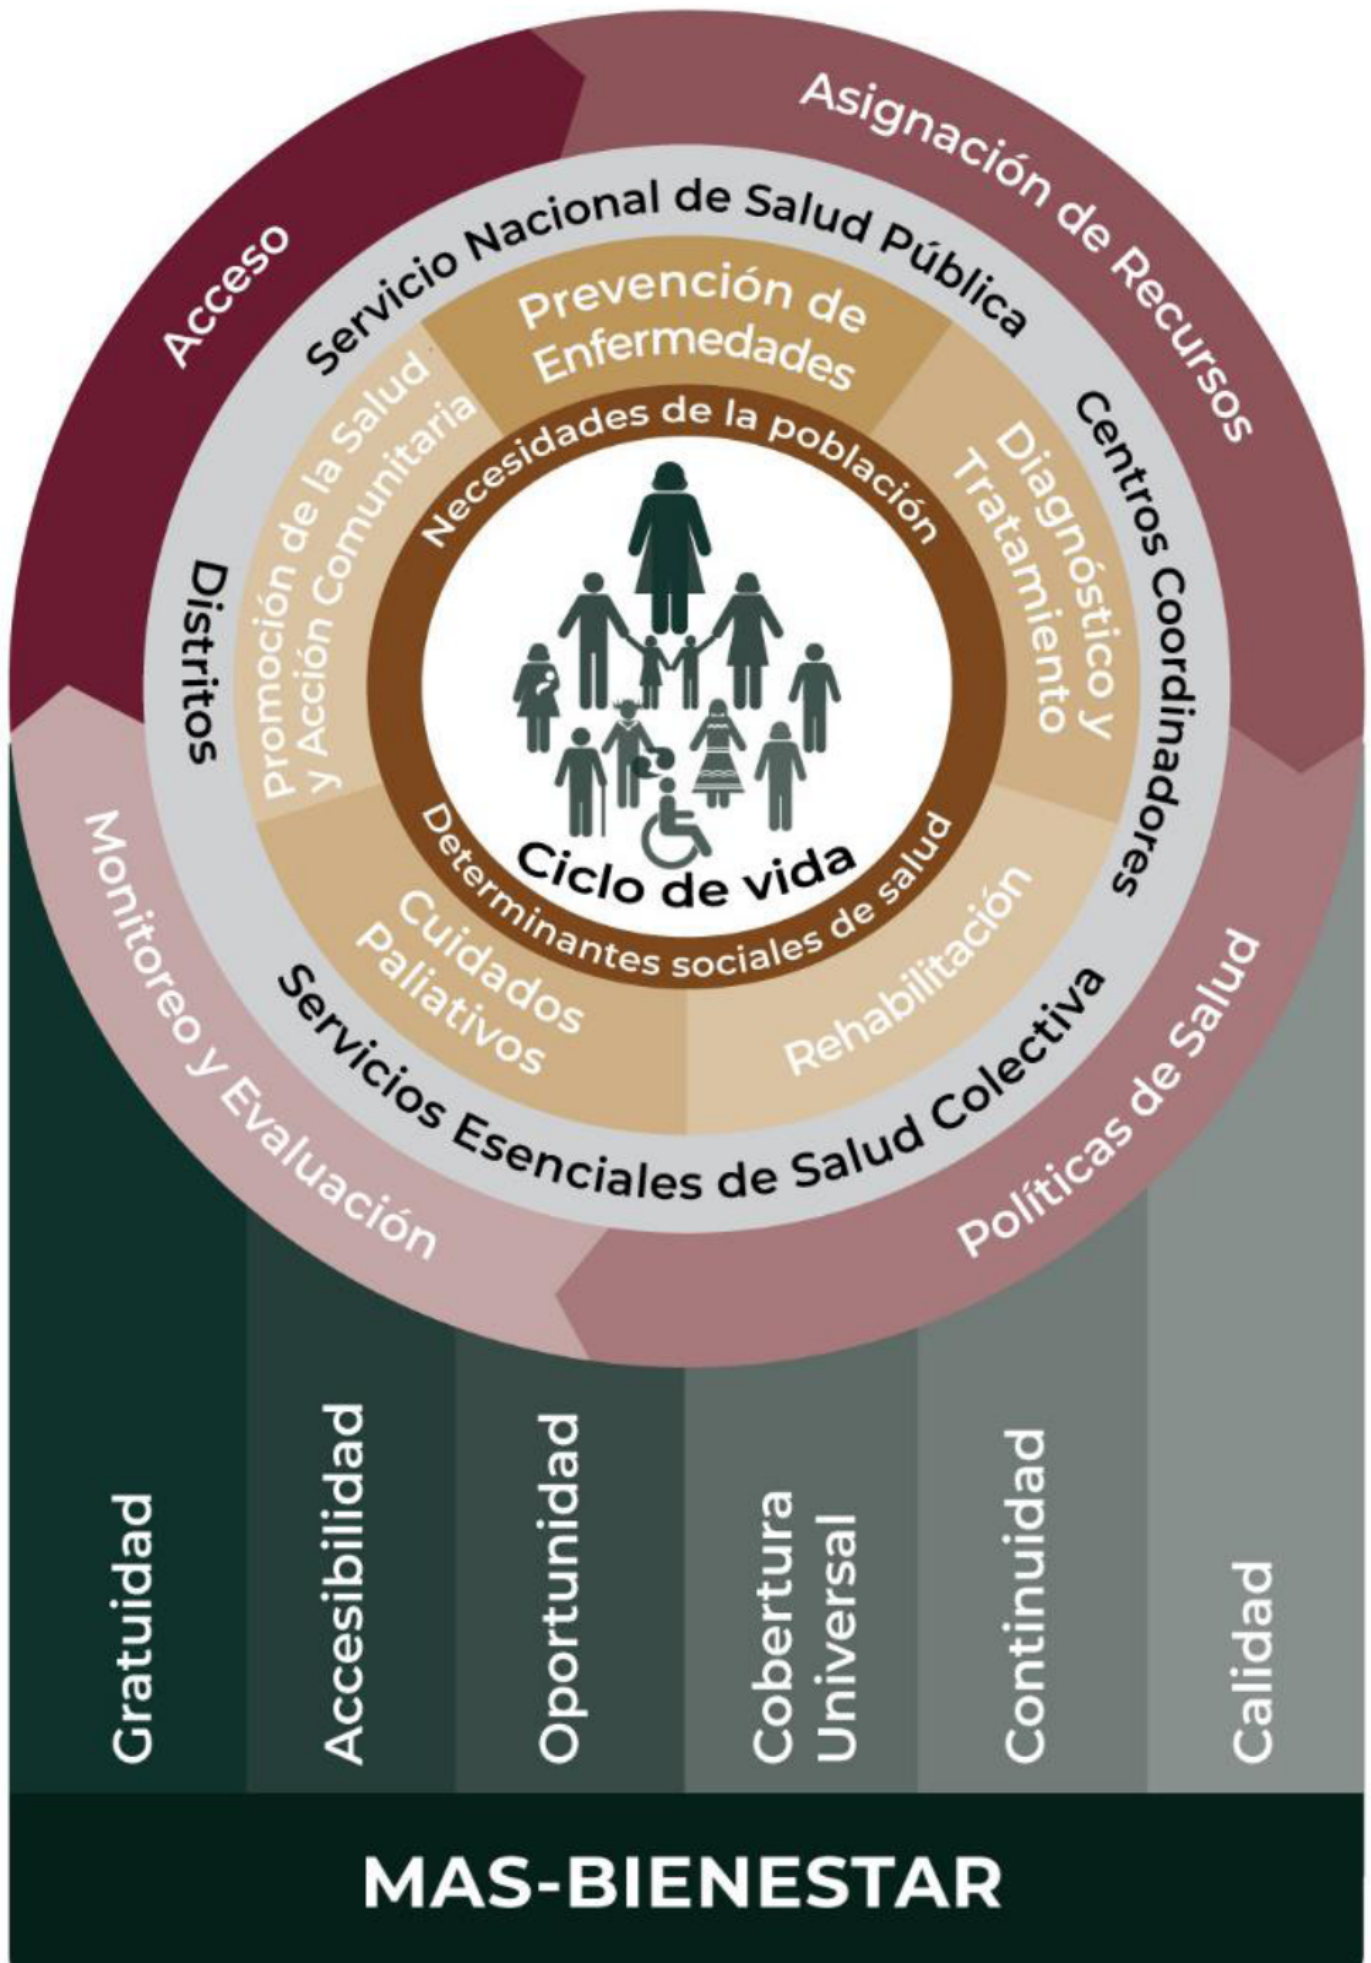 Acceso
Asignación de Recursos
Políticas de Salud
Monitoreo y Evaluación
Servicio Nacional de Salud Pública
Centros Coordinadores
Servicios Esenciales de Salud Colectiva
Distritos
Prevención de
Enfermedades
Diagnóstico y
Tratamiento
Rehabilitación
Cuidados
Paliativos
Promoción de la Salud
y Acción Comunitaria
Necesidades de la población
Determinantes sociales de salud
Ciclo de vida
Gratuidad
Accesibilidad
Oportunidad
Cobertura
Universal
Continuidad
Calidad
MAS-BIENESTAR